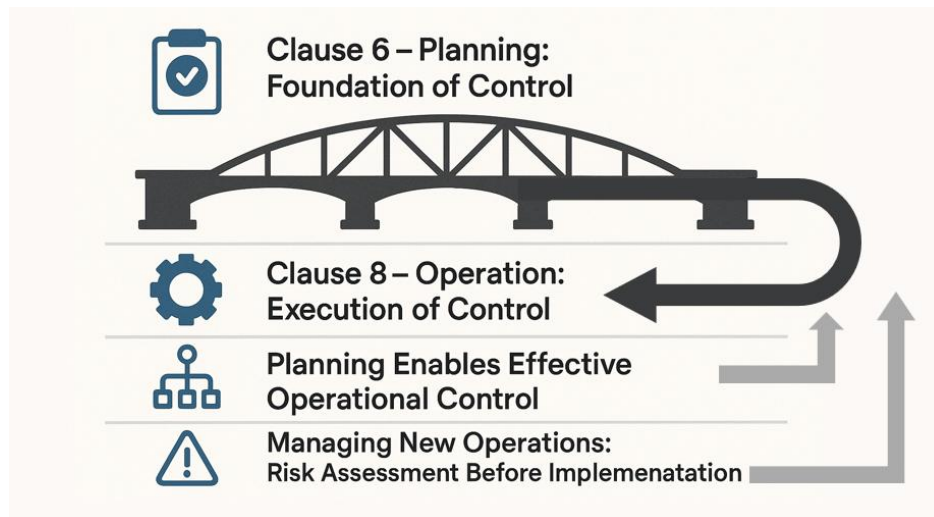 Clause 6 – Planning:
Foundation of Control
Clause 8 – Operation:
Execution of Control
Planning Enables Effective
Operational Control
Managing New Operations:
Risk Assessment Before Implemenatation